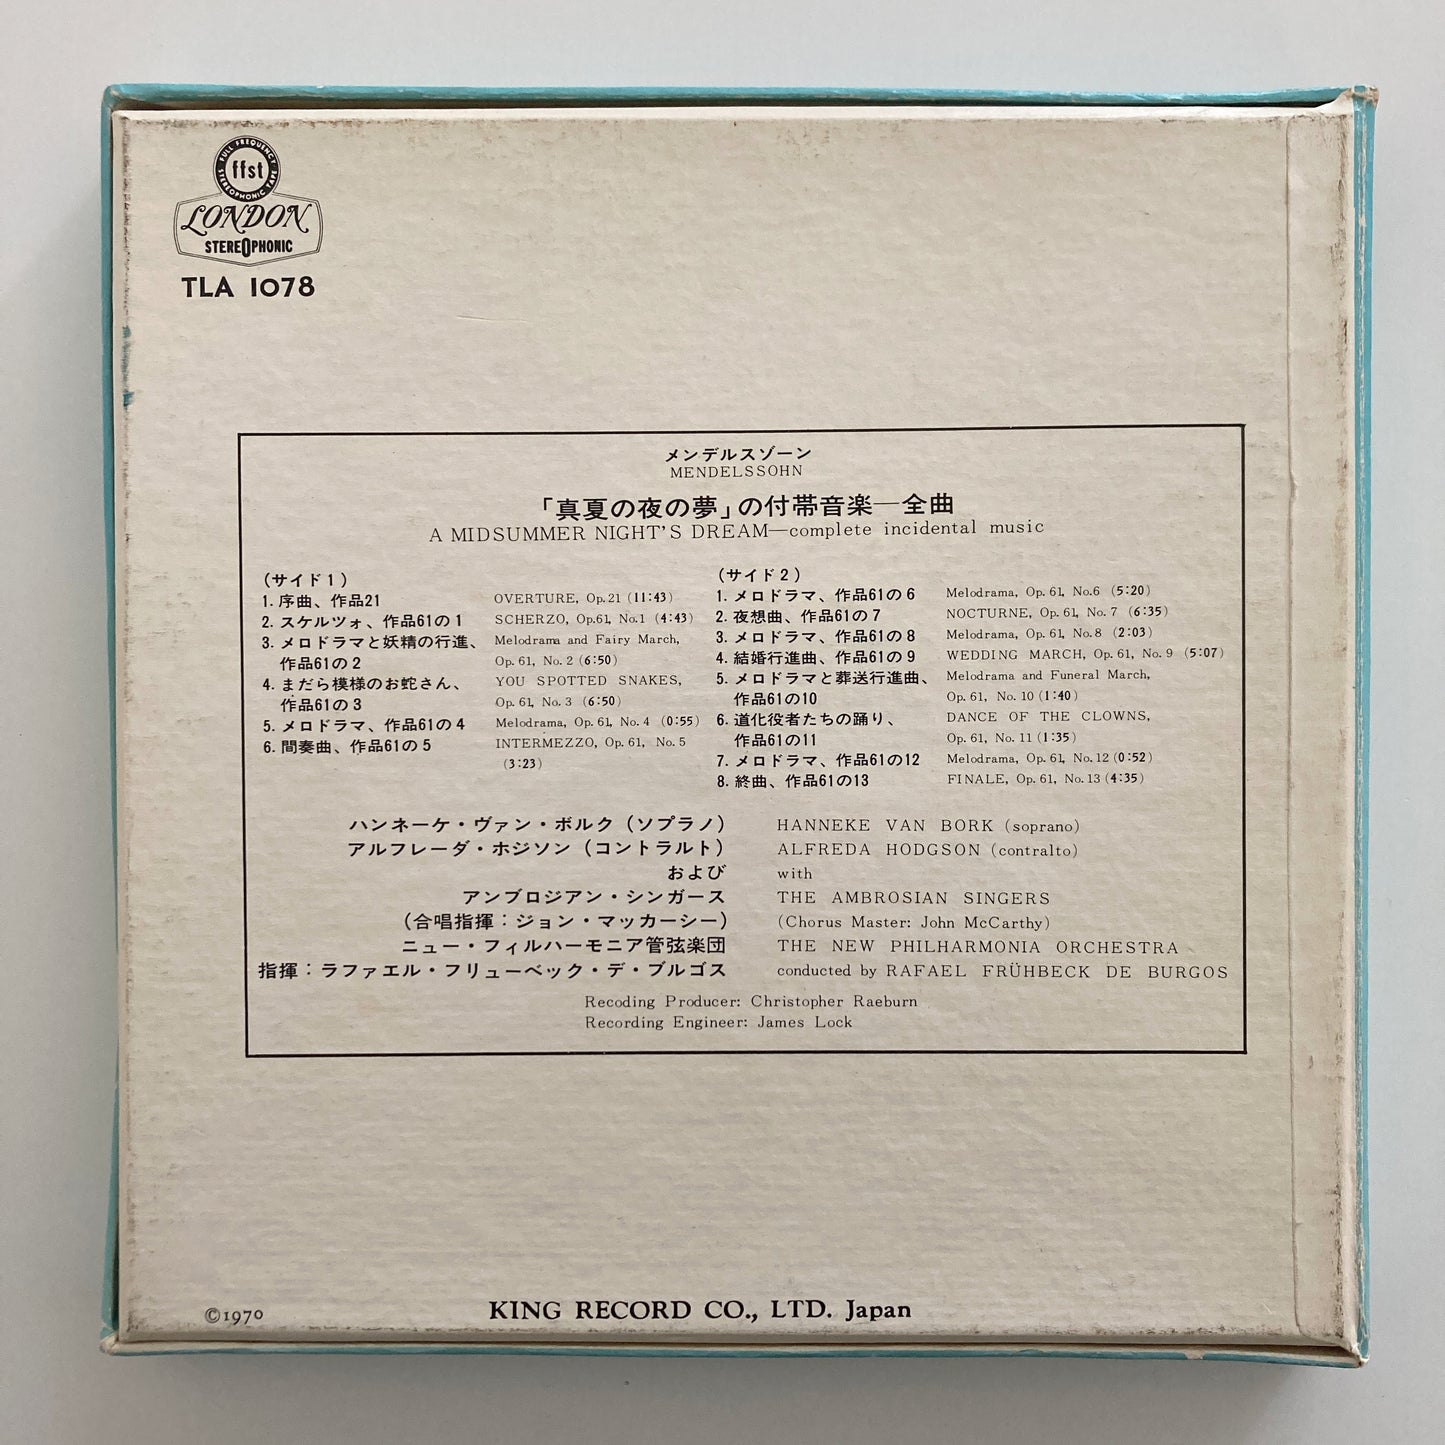 FULL FREQUENCY
ffst
STEREOPHONIC TAPE
LONDON
STEREOPHONIC
TLA 1078
メンデルスゾーン
MENDELSSOHN
「真夏の夜の夢」の付帯音楽—全曲
A MIDSUMMER NIGHT'S DREAM—complete incidental music
(サイド1)
1. 序曲、作品21 OVERTURE, Op.21 (11:43)
2. スケルツォ、作品61の1 SCHERZO, Op.61, No.1 (4:43)
3. メロドラマと妖精の行進、 Melodrama and Fairy March,
作品61の2 Op. 61, No. 2 (6:50)
4. まだら模様のお蛇さん、 YOU SPOTTED SNAKES,
作品61の3 Op. 61, No. 3 (6:50)
5. メロドラマ、作品61の4 Melodrama, Op. 61, No. 4 (0:55)
6. 間奏曲、作品61の5 INTERMEZZO, Op. 61, No. 5
(3:23)
(サイド2)
1. メロドラマ、作品61の6 Melodrama, Op. 61, No.6 (5:20)
2. 夜想曲、作品61の7 NOCTURNE, Op. 61, No. 7 (6:35)
3. メロドラマ、作品61の8 Melodrama, Op. 61, No. 8 (2:03)
4. 結婚行進曲、作品61の9 WEDDING MARCH, Op. 61, No. 9 (5:07)
5. メロドラマと葬送行進曲、 Melodrama and Funeral March,
作品61の10 Op. 61, No. 10 (1:40)
6. 道化役者たちの踊り、 DANCE OF THE CLOWNS,
作品61の11 Op. 61, No. 11 (1:35)
7. メロドラマ、作品61の12 Melodrama, Op. 61, No. 12 (0:52)
8. 終曲、作品61の13 FINALE, Op. 61, No. 13 (4:35)
ハンネーケ・ヴァン・ボルク(ソプラノ) HANNEKE VAN BORK (soprano)
アルフレーダ・ホジソン(コントラルト) ALFREDA HODGSON (contralto)
および with
アンブロジアン・シンガース THE AMBROSIAN SINGERS
(合唱指揮:ジョン・マッカーシー) (Chorus Master: John McCarthy)
ニュー・フィルハーモニア管弦楽団 THE NEW PHILHARMONIA ORCHESTRA
指揮:ラファエル・フリューベック・デ・ブルゴス conducted by RAFAEL FRÜHBECK DE BURGOS
Recoding Producer: Christopher Raeburn
Recording Engineer: James Lock
©1970
KING RECORD CO., LTD. Japan